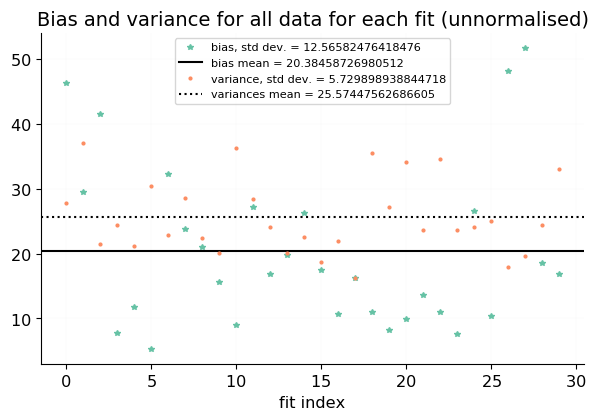 Bias and variance for all data for each fit (unnormalised)
bias, std dev. = 12.56582476418476
bias mean = 20.38458726980512
variance, std dev. = 5.729898938844718
variances mean = 25.57447562686605
50
40
30
20
10
0 5 10 15 20 25 30
fit index